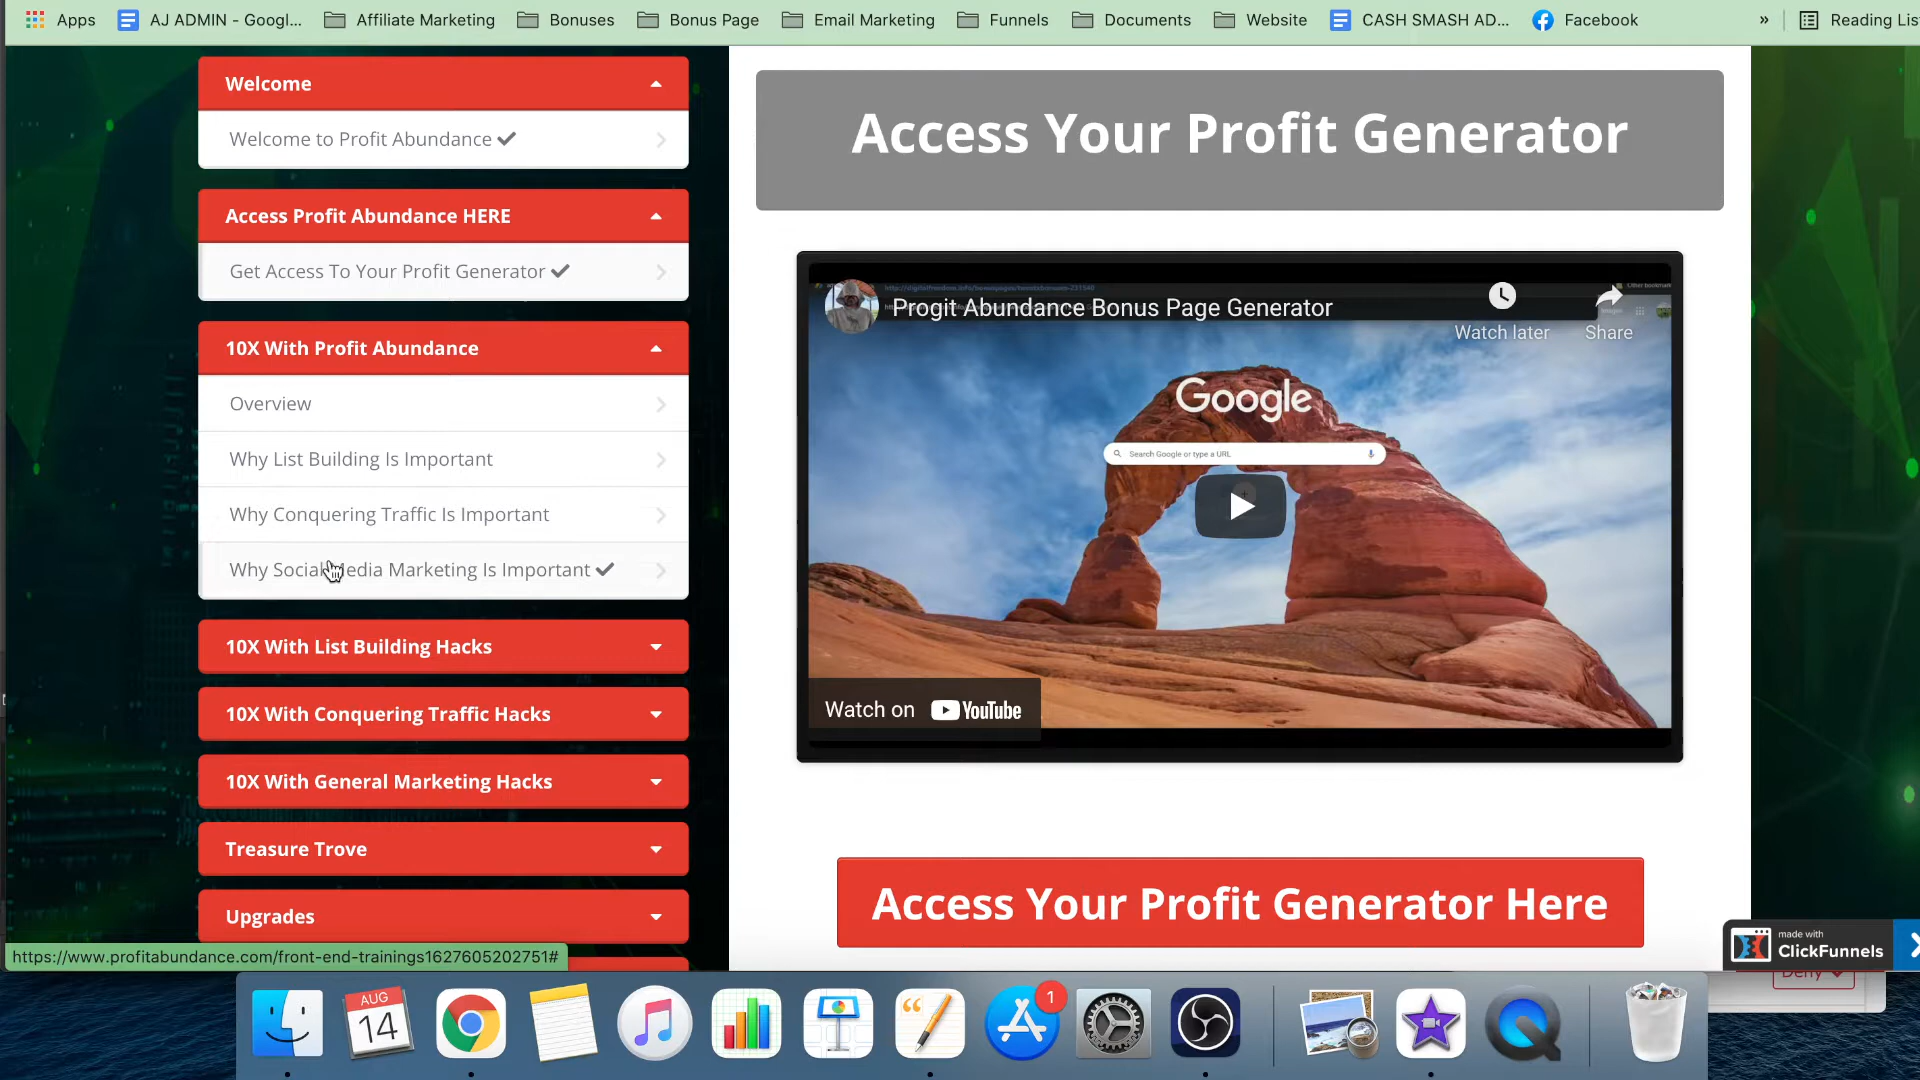 Apps
AJ ADMIN - Googl...
Affiliate Marketing
Bonuses
Bonus Page
Email Marketing
Funnels
Documents
Website
CASH SMASH AD...
Facebook
»
Reading Lis
Welcome
Welcome to Profit Abundance
Access Profit Abundance HERE
Get Access To Your Profit Generator
10X With Profit Abundance
Overview
Why List Building Is Important
Why Conquering Traffic Is Important
Why Social Media Marketing Is Important
10X With List Building Hacks
10X With Conquering Traffic Hacks
10X With General Marketing Hacks
Treasure Trove
Upgrades
https://www.profitabundance.com/front-end-trainings1627605202751#
Access Your Profit Generator
Progit Abundance Bonus Page Generator
Watch later
Share
Google
Search Google or type a URL
Watch on YouTube
Access Your Profit Generator Here
made with
ClickFunnels
Deny
AUG
14
1